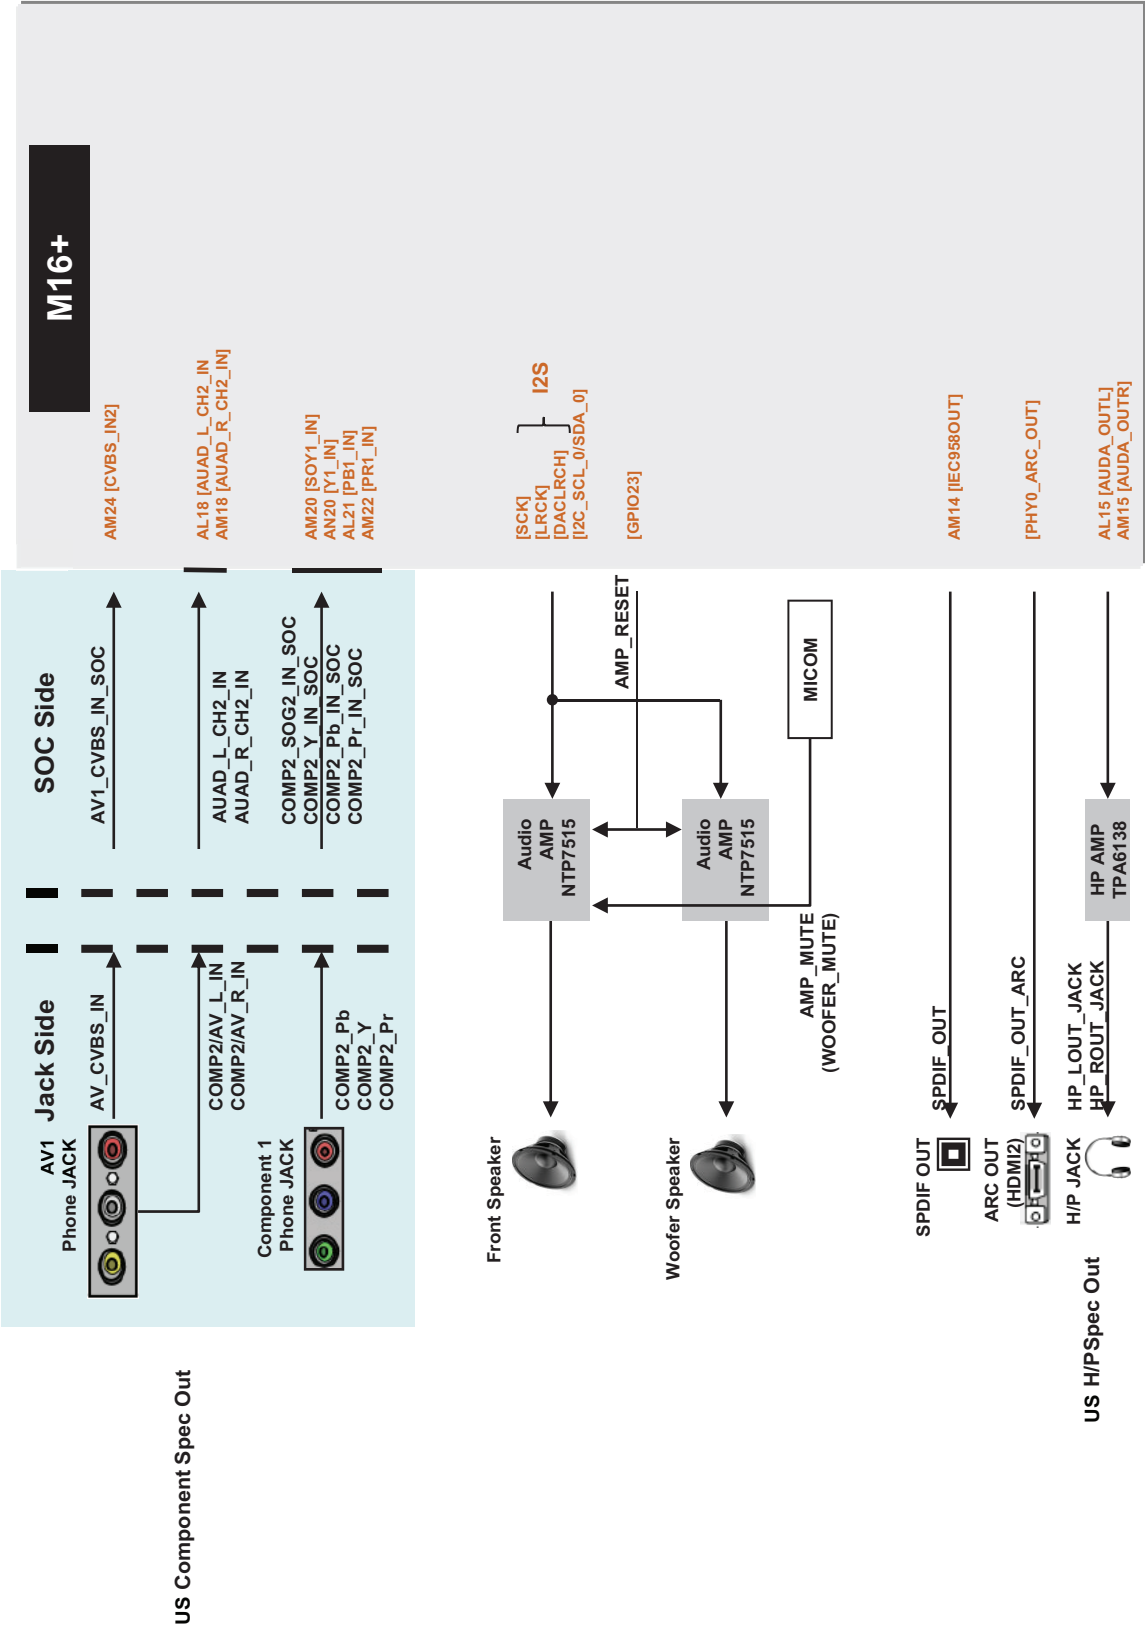 M16+
Jack Side
SOC Side
AV1
Phone JACK
AV_CVBS_IN
AV1_CVBS_IN_SOC
AM24 [CVBS_IN2]
COMP2/AV_L_IN
COMP2/AV_R_IN
AUAD_L_CH2_IN
AUAD_R_CH2_IN
AL18 [AUAD_L_CH2_IN
AM18 [AUAD_R_CH2_IN]
US Component Spec Out
Component 1
Phone JACK
COMP2_Pb
COMP2_Y
COMP2_Pr
COMP2_SOG2_IN_SOC
COMP2_Y_IN_SOC
COMP2_Pb_IN_SOC
COMP2_Pr_IN_SOC
AM20 [SOY1_IN]
AN20 [Y1_IN]
AL21 [PB1_IN]
AM22 [PR1_IN]
Front Speaker
Audio
AMP
NTP7515
[SCK]
[LRCK]
[DACLRCH]
[I2C_SCL_0/SDA_0]
I2S
AMP_RESET
[GPIO23]
Woofer Speaker
Audio
AMP
NTP7515
MICOM
AMP_MUTE
(WOOFER_MUTE)
SPDIF OUT
SPDIF_OUT
AM14 [IEC958OUT]
ARC OUT
(HDMI2)
SPDIF_OUT_ARC
[PHY0_ARC_OUT]
US H/PSpec Out
H/P JACK
HP_LOUT_JACK
HP_ROUT_JACK
HP AMP
TPA6138
AL15 [AUDA_OUTL]
AM15 [AUDA_OUTR]